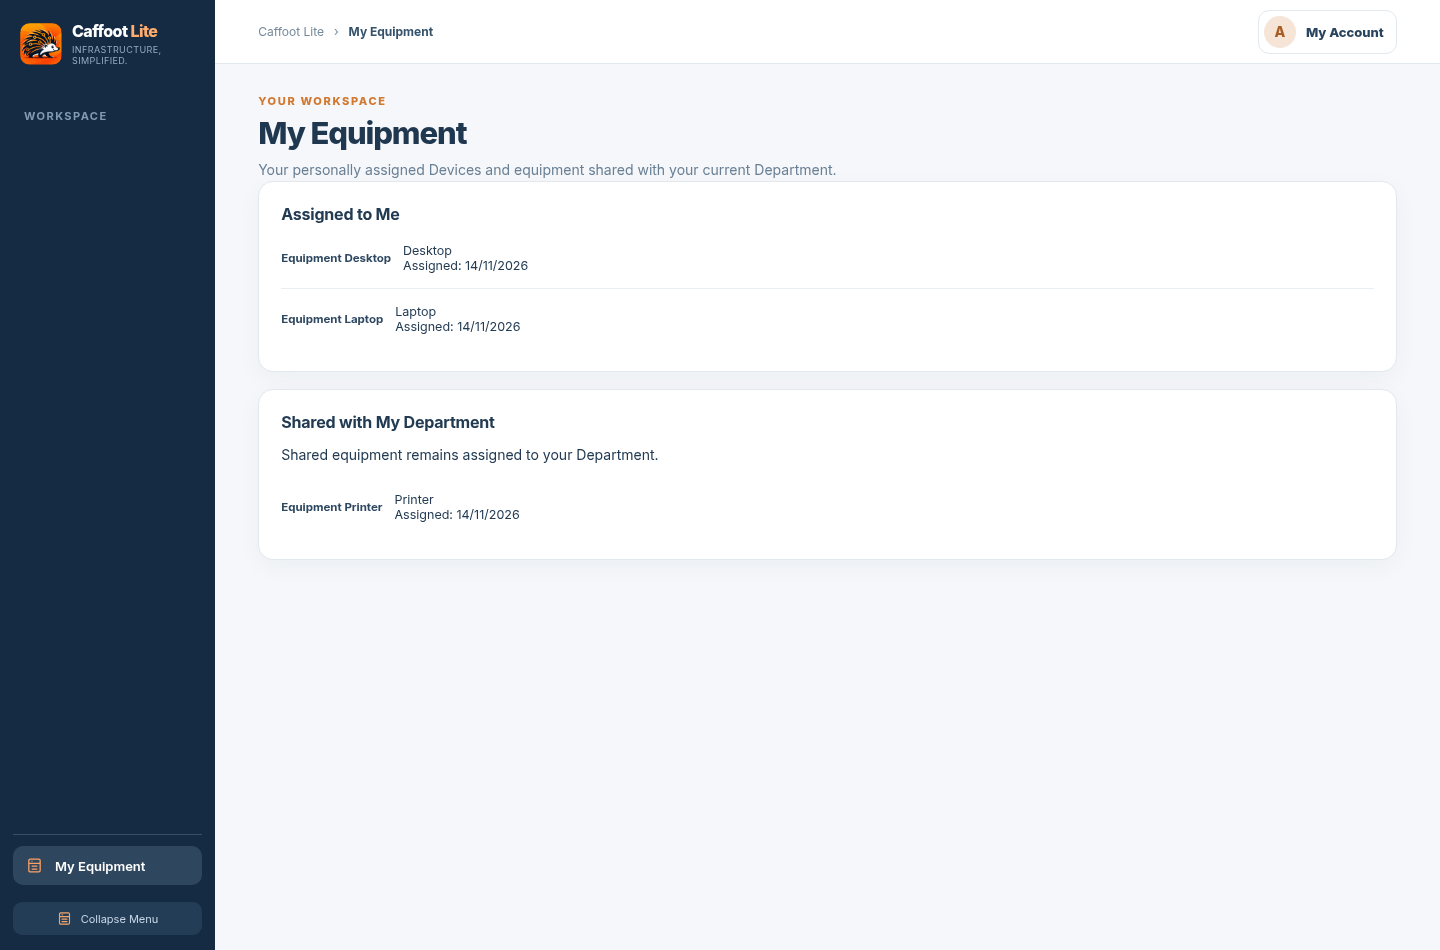 Caffoot Lite
INFRASTRUCTURE,
SIMPLIFIED.
WORKSPACE
My Equipment
Collapse Menu
Caffoot Lite › My Equipment
A My Account
YOUR WORKSPACE
My Equipment
Your personally assigned Devices and equipment shared with your current Department.
Assigned to Me
Equipment Desktop
Desktop
Assigned: 14/11/2026
Equipment Laptop
Laptop
Assigned: 14/11/2026
Shared with My Department
Shared equipment remains assigned to your Department.
Equipment Printer
Printer
Assigned: 14/11/2026